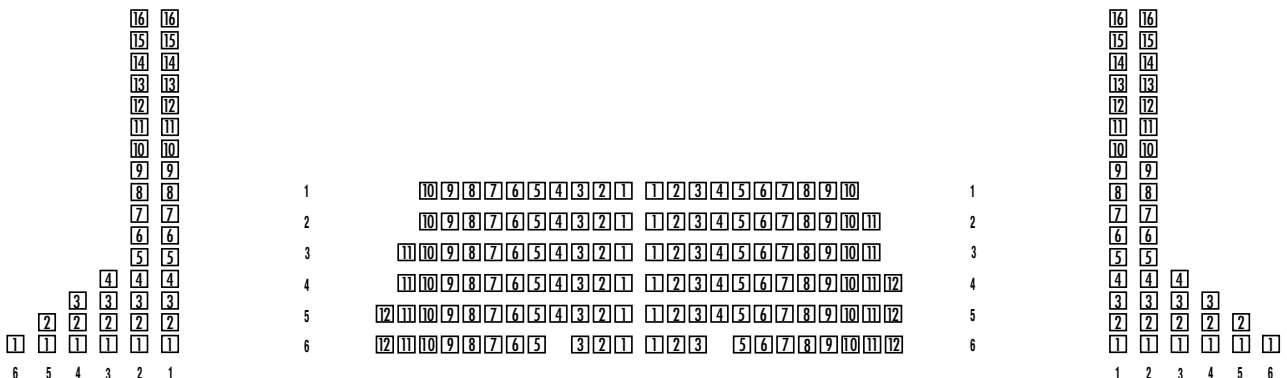 16 16 16 16
15 15 15 15
14 14 14 14
13 13 13 13
12 12 12 12
11 11 11 11
10 10 10 10
9 9 9 9
8 8 1 10 9 8 7 6 5 4 3 2 1 1 2 3 4 5 6 7 8 9 10 1 8 8
7 7 7 7
2 10 9 8 7 6 5 4 3 2 1 1 2 3 4 5 6 7 8 9 10 11 2
6 6 6 6
3 11 10 9 8 7 6 5 4 3 2 1 1 2 3 4 5 6 7 8 9 10 11 3
5 5 5 5
4 4 4 4 11 10 9 8 7 6 5 4 3 2 1 1 2 3 4 5 6 7 8 9 10 11 12 4 4 4 4
3 3 3 3 3 3 3 3
5 12 11 10 9 8 7 6 5 4 3 2 1 1 2 3 4 5 6 7 8 9 10 11 12 5
2 2 2 2 2 2 2 2 2 2
1 1 1 1 1 1 6 12 11 10 9 8 7 6 5 3 2 1 1 2 3 5 6 7 8 9 10 11 12 6 1 1 1 1 1 1
6 5 4 3 2 1 1 2 3 4 5 6